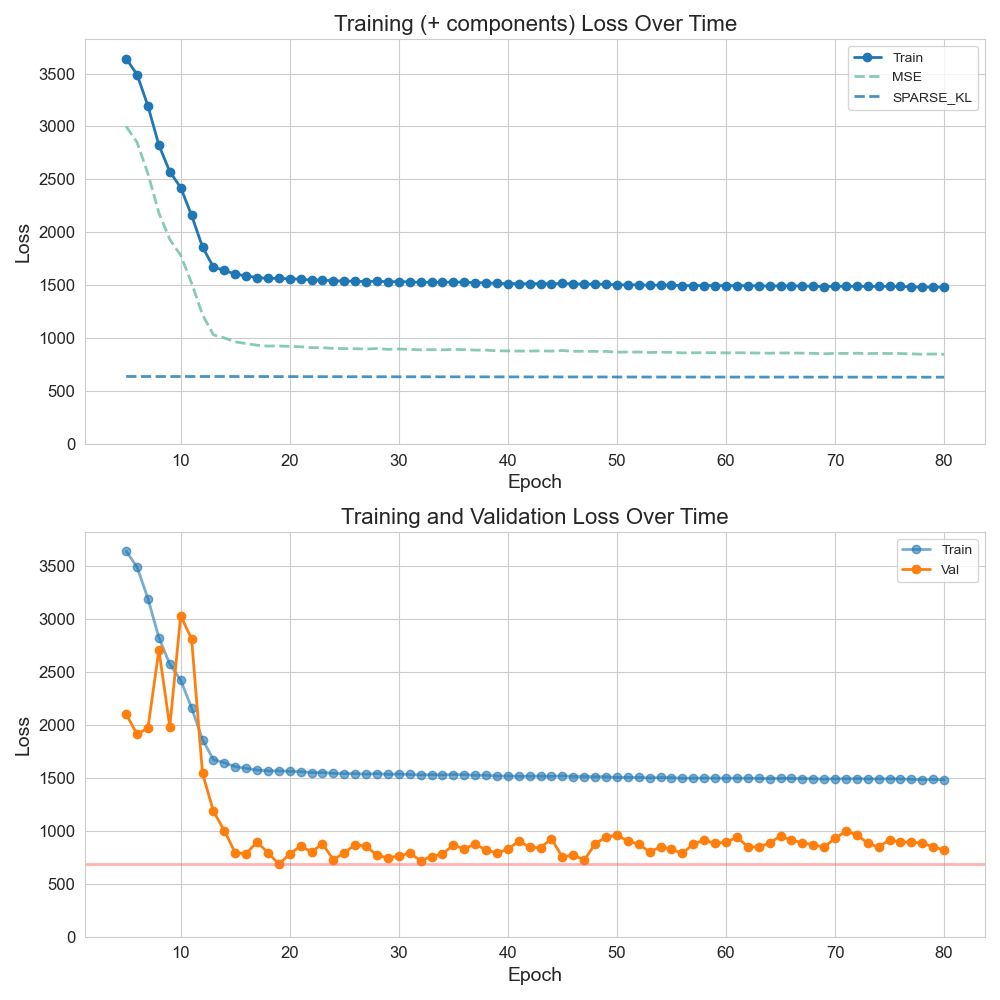 Training (+ components) Loss Over Time
Loss
3500
3000
2500
2000
1500
1000
500
0
Train
MSE
SPARSE_KL
10 20 30 40 50 60 70 80
Epoch
Training and Validation Loss Over Time
Loss
3500
3000
2500
2000
1500
1000
500
0
Train
Val
10 20 30 40 50 60 70 80
Epoch